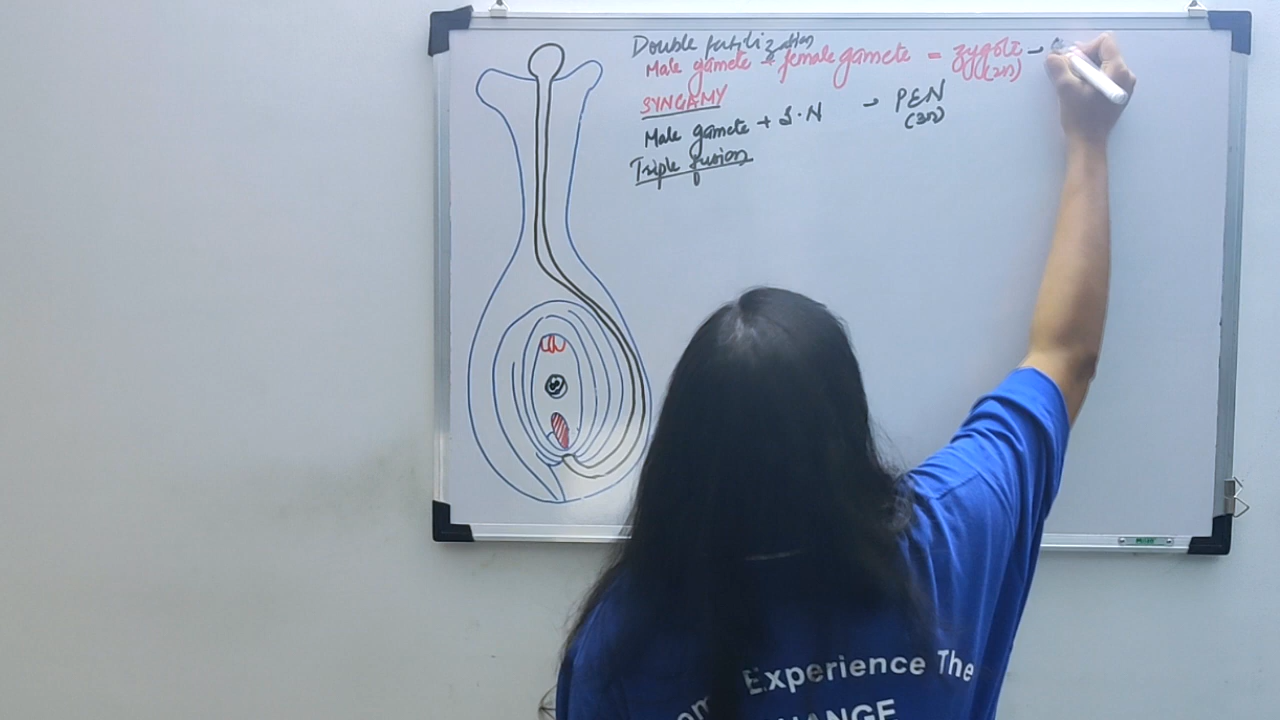 Double fertilization
Male gamete + female gamete = zygote →
(2n)
SYNGAMY
Male gamete + S.N → PEN
(3n)
Triple fusion
Experience The